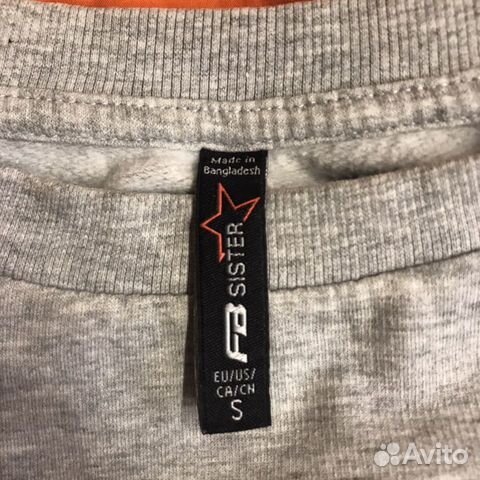 Made in
Bangladesh
FB SISTER
EU/US/
CA/CN
S
Avito